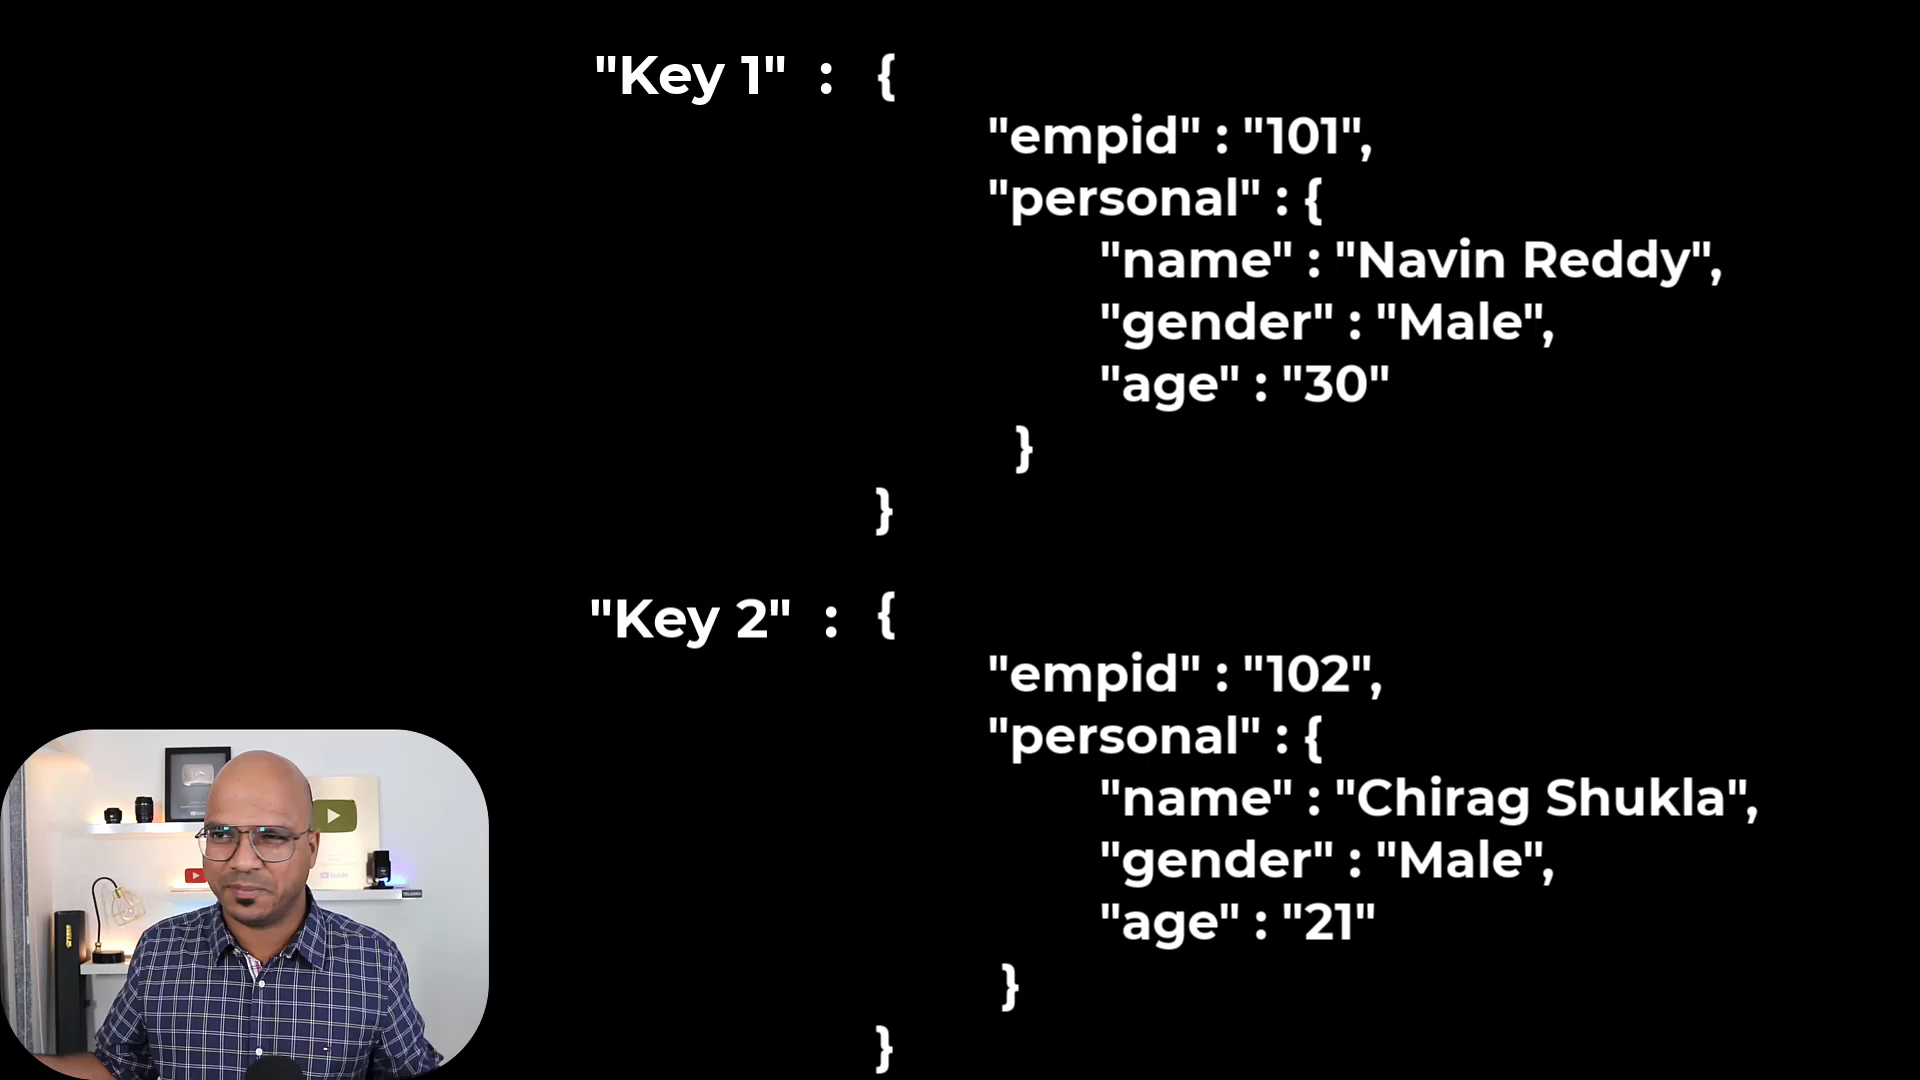 "Key 1" : {
"empid" : "101",
"personal" : {
"name" : "Navin Reddy",
"gender" : "Male",
"age" : "30"
}
}
"Key 2" : {
"empid" : "102",
"personal" : {
"name" : "Chirag Shukla",
"gender" : "Male",
"age" : "21"
}
}
TELUSKO